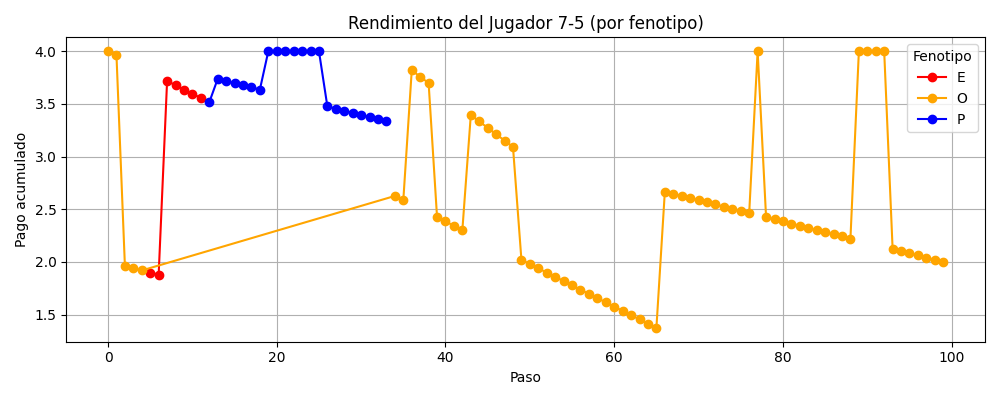 Rendimiento del Jugador 7-5 (por fenotipo)
Pago acumulado
4.0
3.5
3.0
2.5
2.0
1.5
Fenotipo
E
O
P
0
20
40
60
80
100
Paso